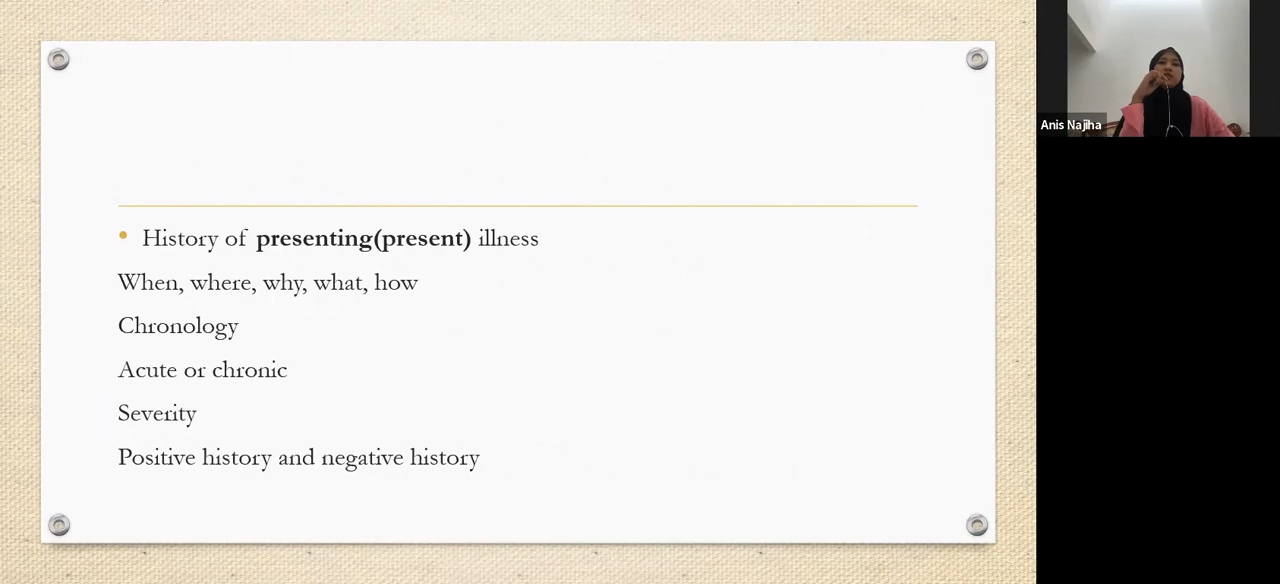 • History of presenting(present) illness
When, where, why, what, how
Chronology
Acute or chronic
Severity
Positive history and negative history
Anis Najiha